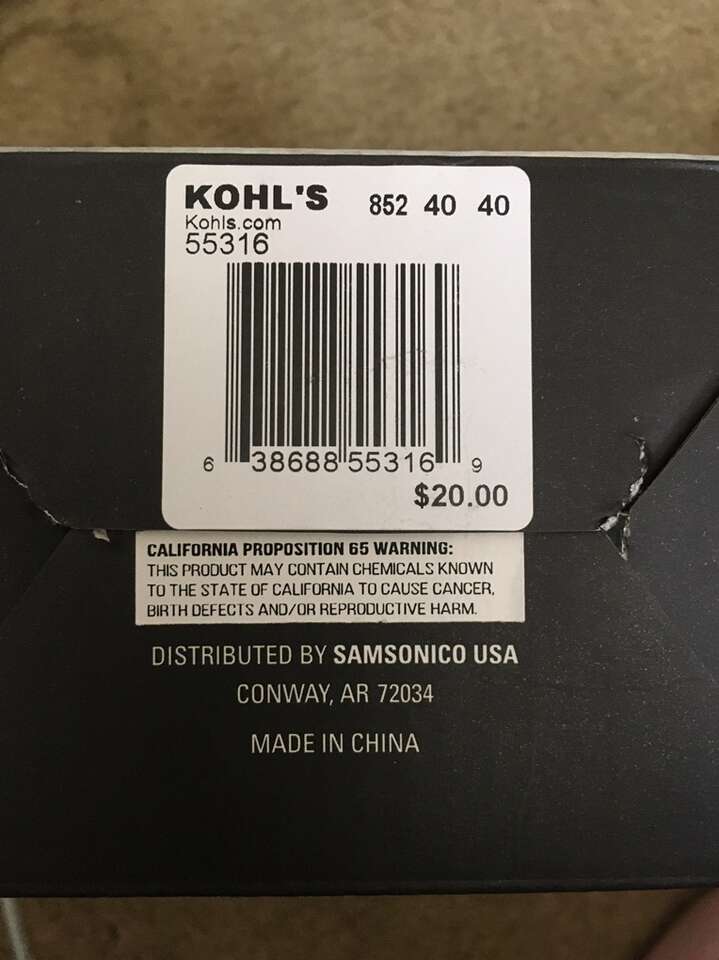 KOHL'S 852 40 40
Kohls.com
55316
6 38688 55316 9
$20.00
CALIFORNIA PROPOSITION 65 WARNING:
THIS PRODUCT MAY CONTAIN CHEMICALS KNOWN
TO THE STATE OF CALIFORNIA TO CAUSE CANCER,
BIRTH DEFECTS AND/OR REPRODUCTIVE HARM.
DISTRIBUTED BY SAMSONICO USA
CONWAY, AR 72034
MADE IN CHINA